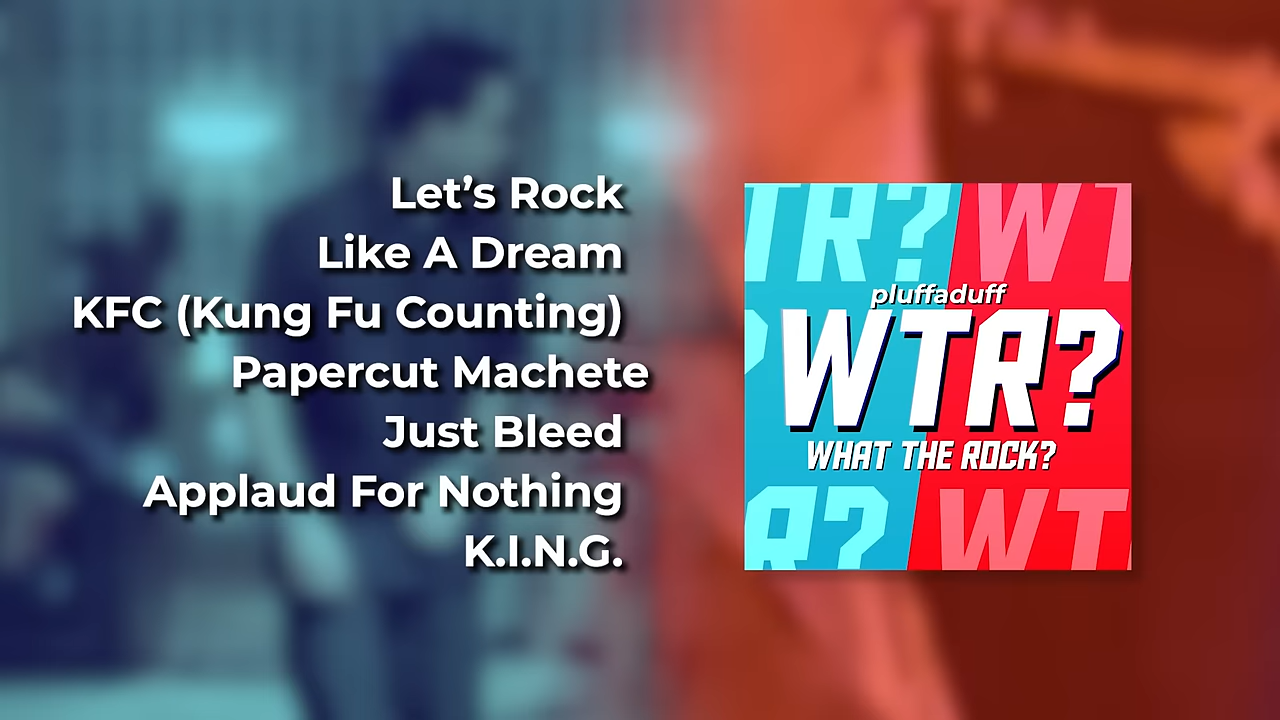 Let’s Rock
Like A Dream
KFC (Kung Fu Counting)
Papercut Machete
Just Bleed
Applaud For Nothing
K.I.N.G.
TR? WT
pluffaduff
WTR?
WHAT THE ROCK?
R? WT